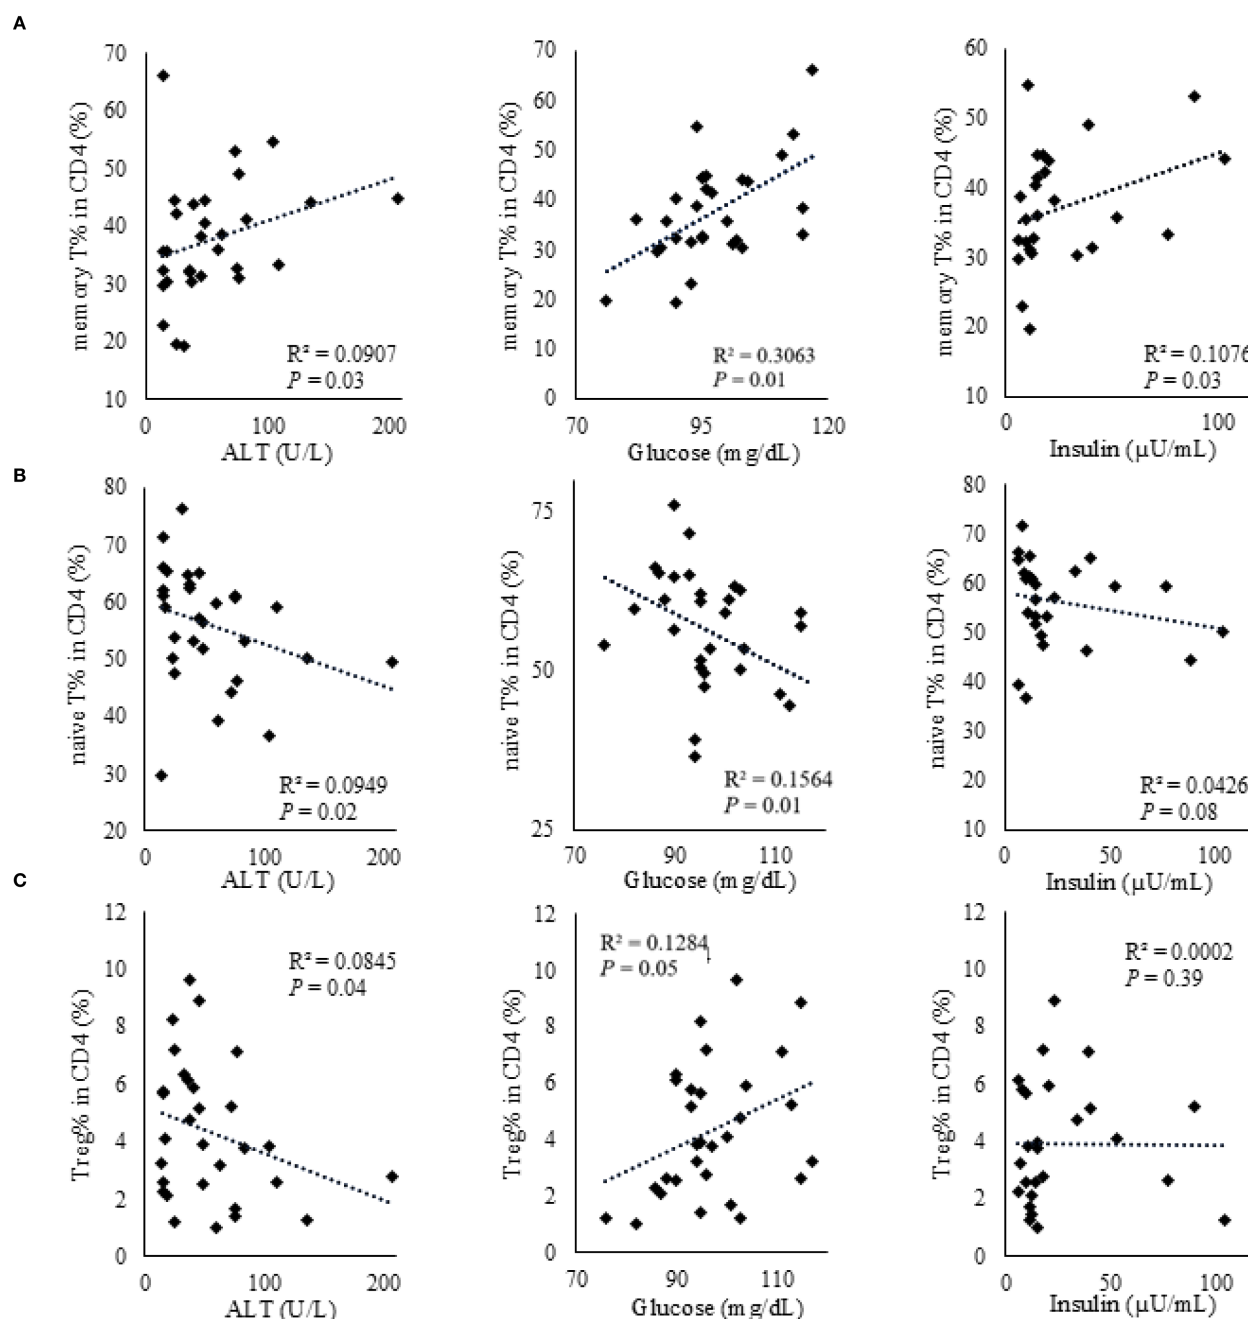 A
memory T% in CD4 (%)
70
60
50
40
30
20
10
0
100
200
ALT (U/L)
R² = 0.0907
P = 0.03
memory T% in CD4 (%)
70
60
50
40
30
20
10
0
70
95
120
Glucose (mg/dL)
R² = 0.3063
P = 0.01
memory T% in CD4 (%)
60
50
40
30
20
10
0
100
Insulin (μU/mL)
R² = 0.1076
P = 0.03
B
naive T% in CD4 (%)
80
70
60
50
40
30
20
0
100
200
ALT (U/L)
R² = 0.0949
P = 0.02
naive T% in CD4 (%)
75
50
25
70
90
110
Glucose (mg/dL)
R² = 0.1564
P = 0.01
naive T% in CD4 (%)
80
70
60
50
40
30
20
10
0
50
100
Insulin (μU/mL)
R² = 0.0426
P = 0.08
C
Treg% in CD4 (%)
12
10
8
6
4
2
0
0
100
200
ALT (U/L)
R² = 0.0845
P = 0.04
Treg% in CD4 (%)
12
10
8
6
4
2
0
70
90
110
Glucose (mg/dL)
R² = 0.1284
P = 0.05
Treg% in CD4 (%)
12
10
8
6
4
2
0
0
50
100
Insulin (μU/mL)
R² = 0.0002
P = 0.39